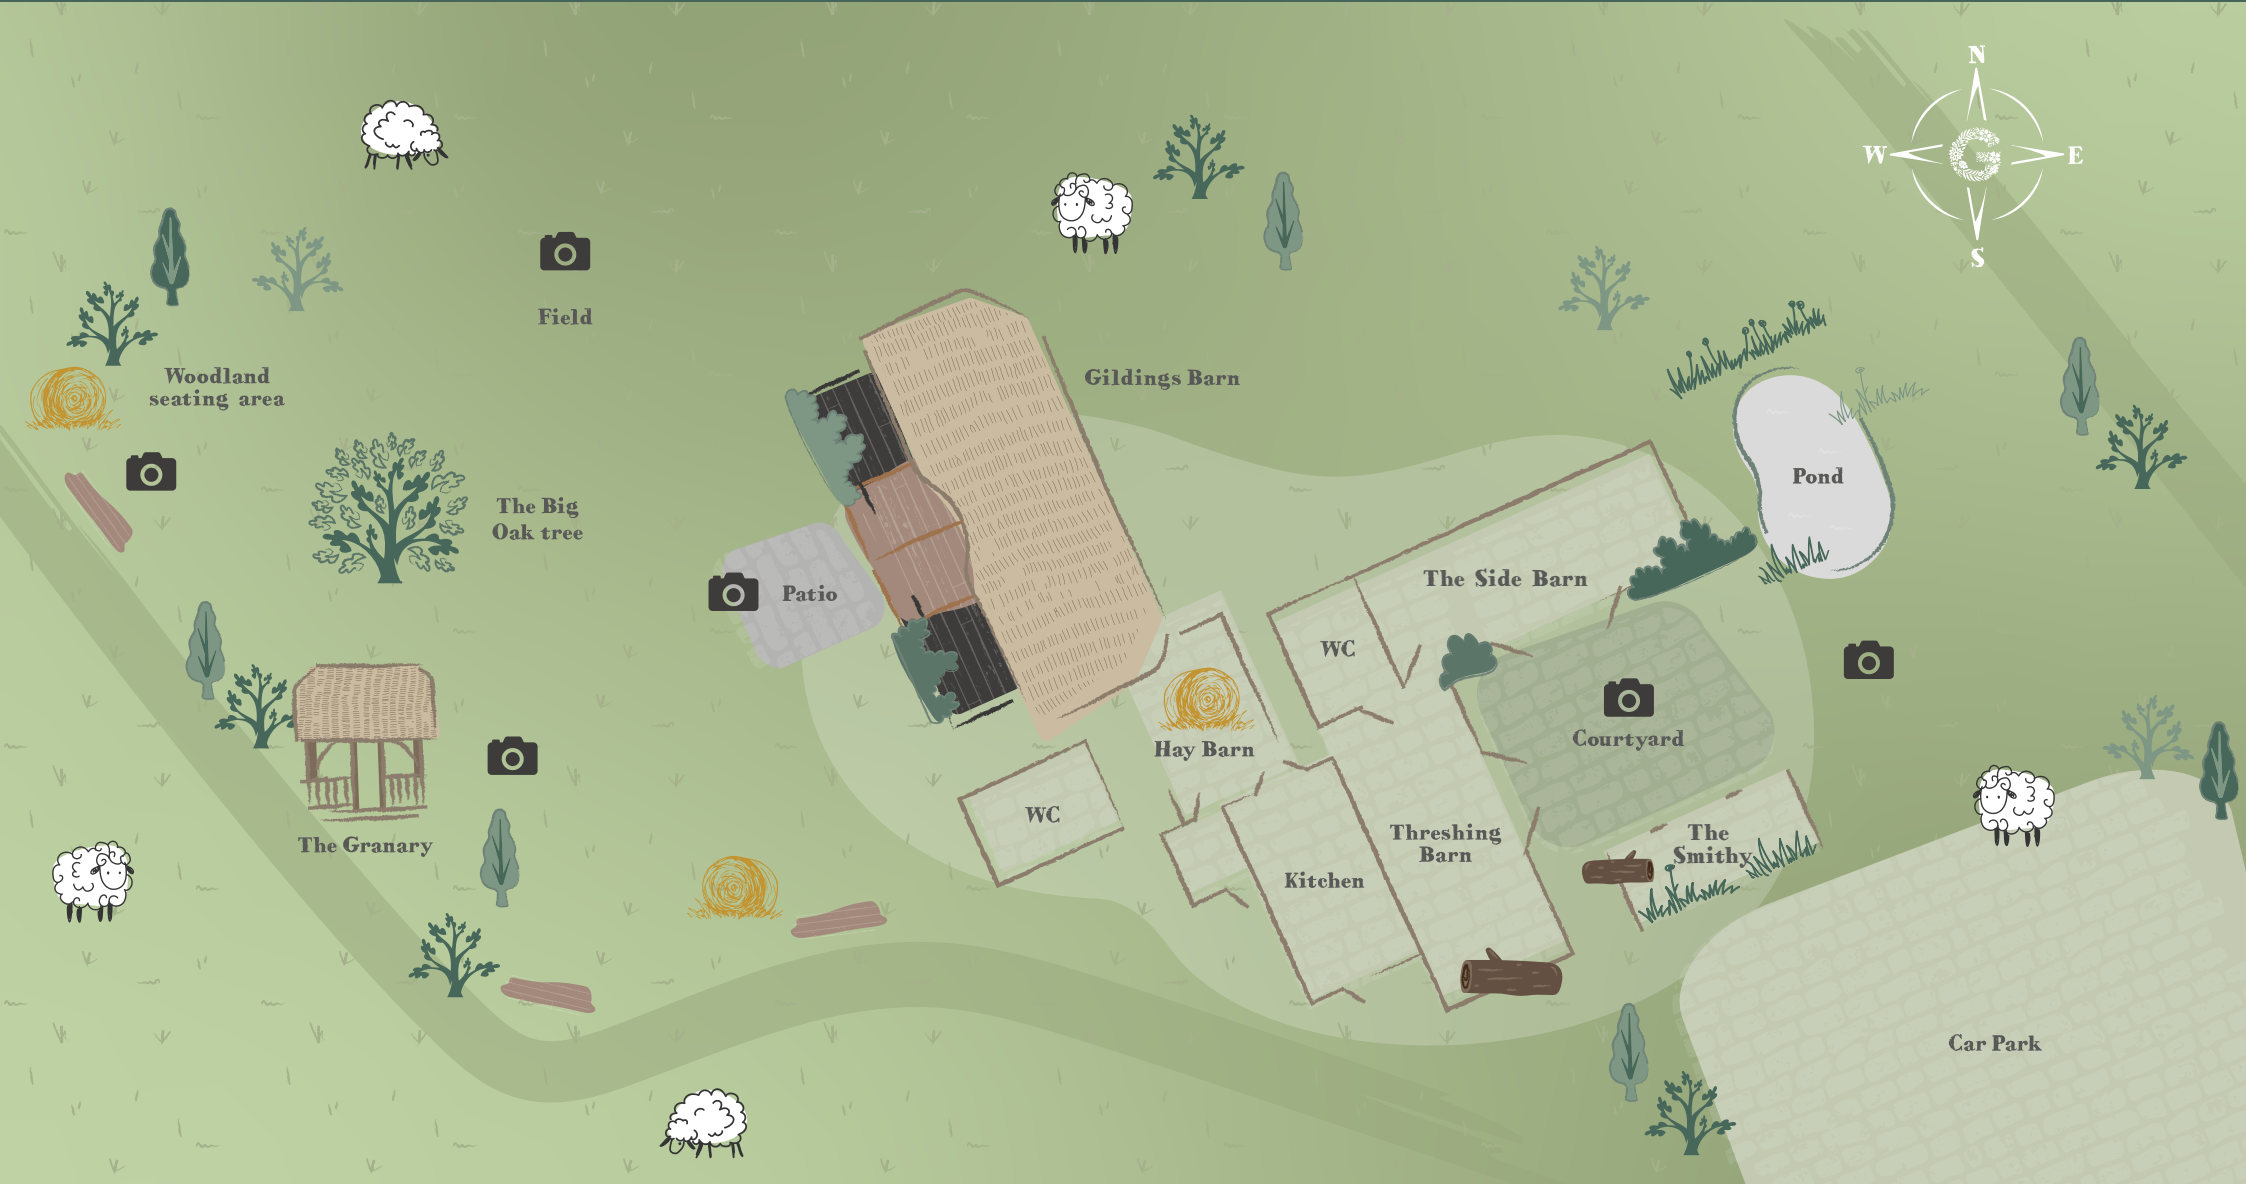 N
W
G
E
S
Field
Woodland
seating area
Gildings Barn
The Big
Oak tree
Pond
Patio
The Side Barn
WC
Hay Barn
Courtyard
WC
Threshing
Barn
The
Smithy
The Granary
Kitchen
Car Park